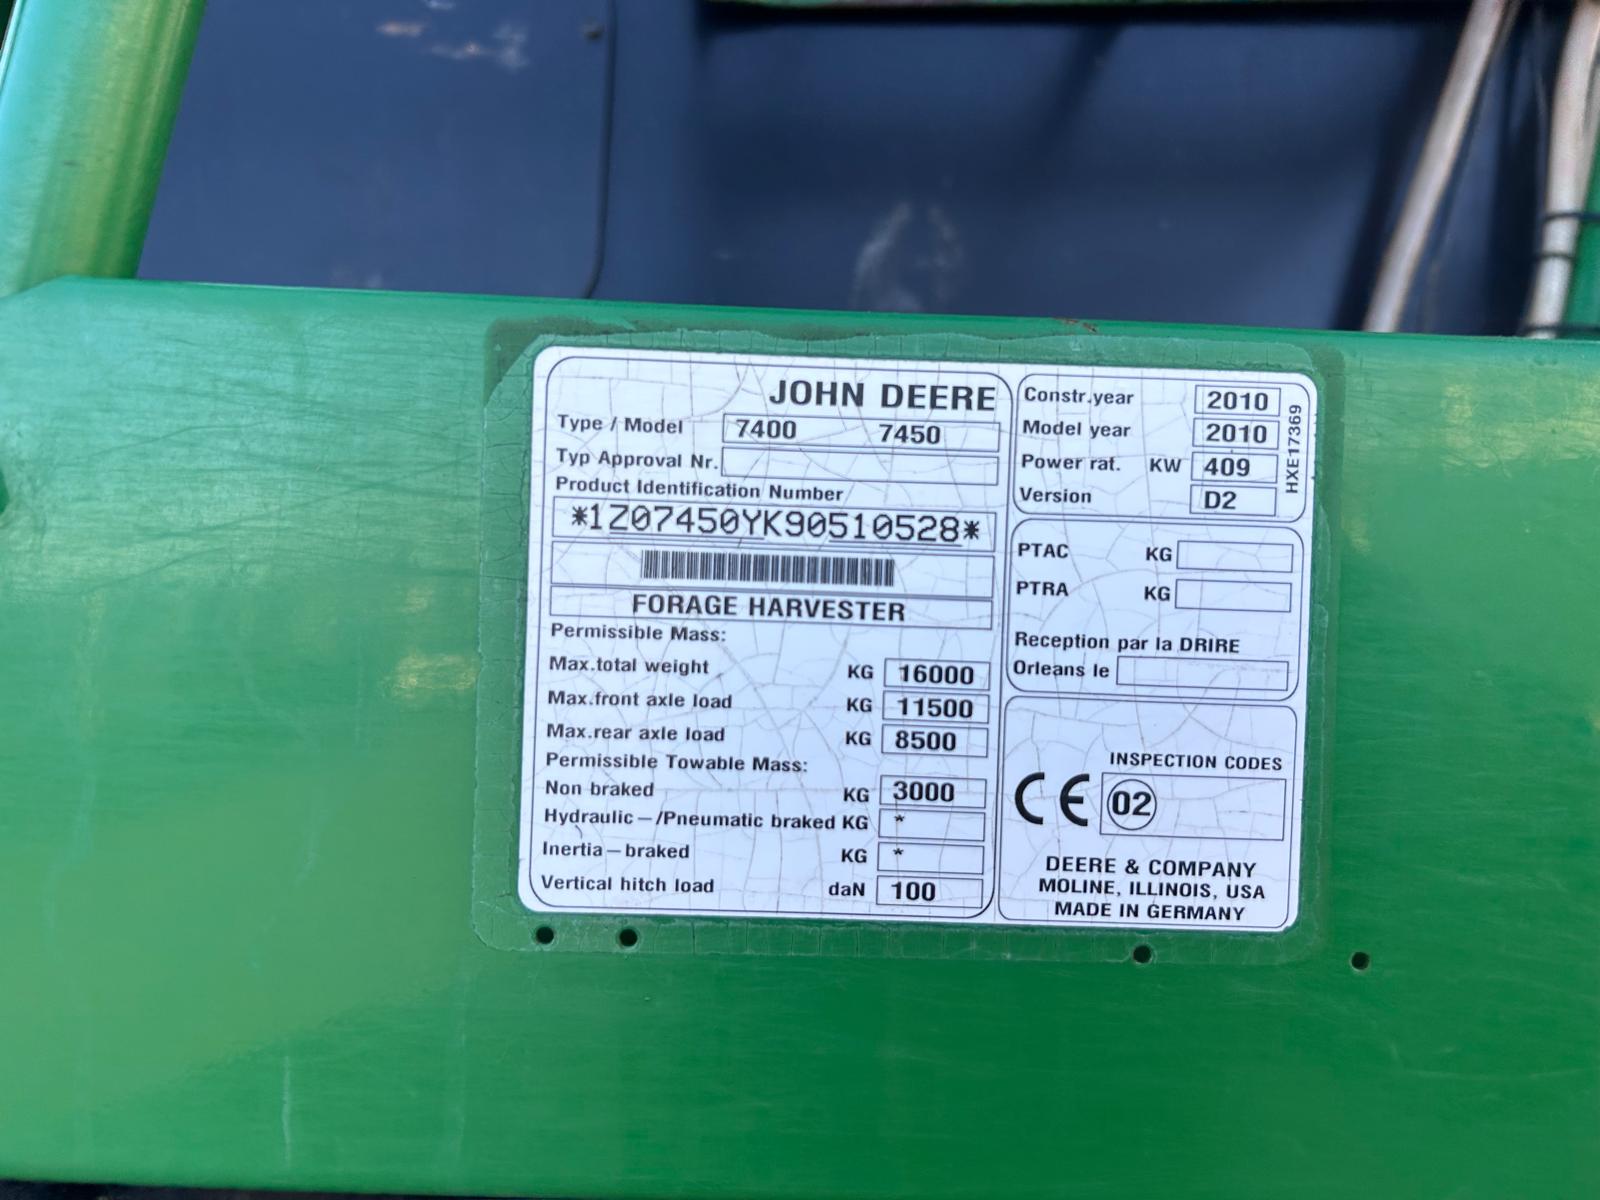 JOHN DEERE
Type / Model 7400 7450
Typ Approval Nr.
Product Identification Number
*1Z07450YK90510528*
FORAGE HARVESTER
Permissible Mass:
Max.total weight KG 16000
Max.front axle load KG 11500
Max.rear axle load KG 8500
Permissible Towable Mass:
Non braked KG 3000
Hydraulic-/Pneumatic braked KG *
Inertia-braked KG *
Vertical hitch load daN 100
Constr.year 2010
Model year 2010
Power rat. KW 409
Version D2
HXE17369
PTAC KG
PTRA KG
Reception par la DRIRE
Orleans le
INSPECTION CODES
CE 02
DEERE & COMPANY
MOLINE, ILLINOIS, USA
MADE IN GERMANY